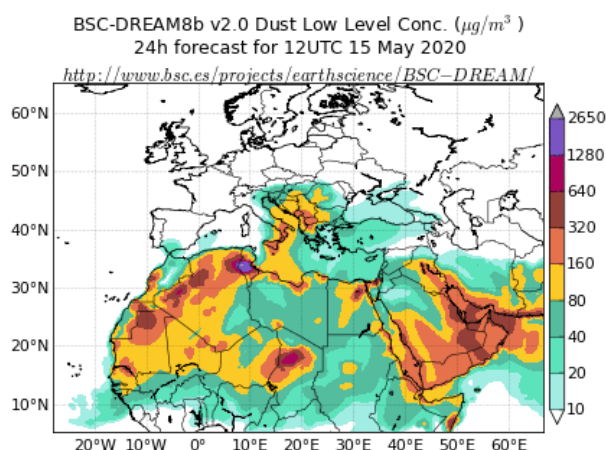 BSC-DREAM8b v2.0 Dust Low Level Conc. (μg/m³ )
24h forecast for 12UTC 15 May 2020
http://www.bsc.es/projects/earthscience/BSC−DREAM/
60°N
50°N
40°N
30°N
20°N
10°N
20°W 10°W 0° 10°E 20°E 30°E 40°E 50°E 60°E
2650
1280
640
320
160
80
40
20
10